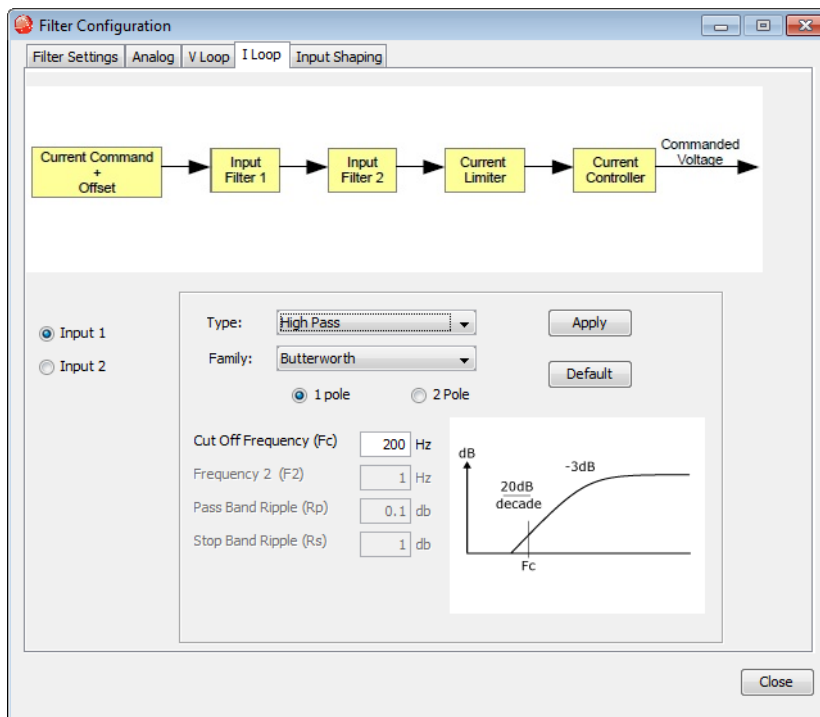 Filter Configuration
Filter Settings
Analog
V Loop
I Loop
Input Shaping
Current Command
+
Offset
Input
Filter 1
Input
Filter 2
Current
Limiter
Current
Controller
Commanded
Voltage
Input 1
Input 2
Type:
High Pass
Apply
Family:
Butterworth
Default
1 pole
2 Pole
Cut Off Frequency (Fc)
200 Hz
Frequency 2 (F2)
1 Hz
Pass Band Ripple (Rp)
0.1 db
Stop Band Ripple (Rs)
1 db
dB
-3dB
20dB
decade
Fc
Close